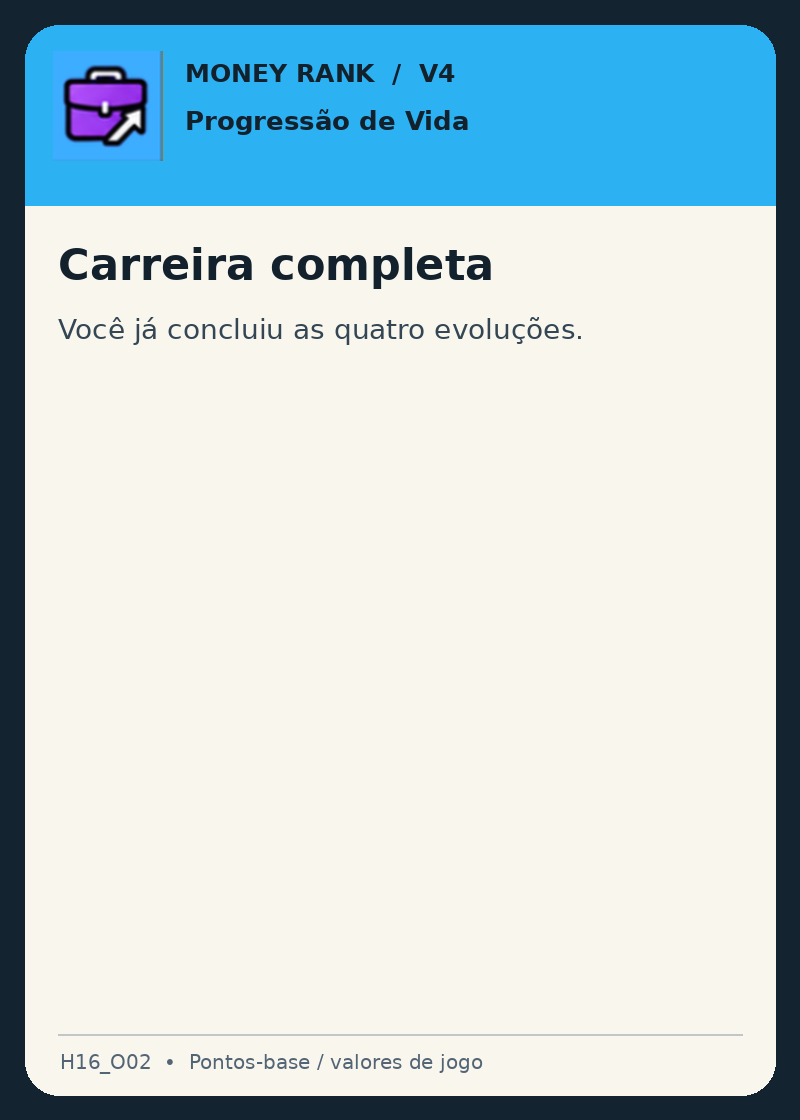 MONEY RANK / V4
Progressão de Vida
Carreira completa
Você já concluiu as quatro evoluções.
H16_O02 • Pontos-base / valores de jogo